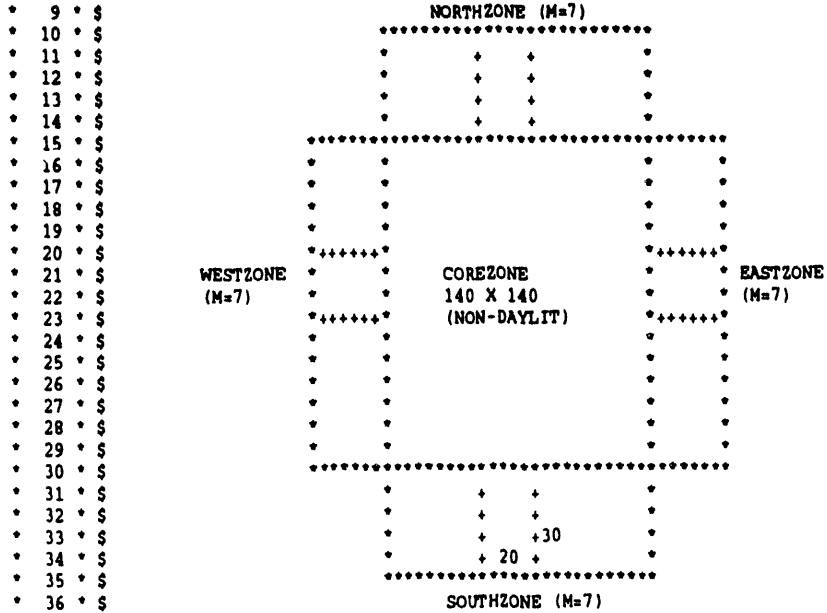 * 9 * $ NORTHZONE (M=7)
* 10 * $ *****************************
* 11 * $ * + + *
* 12 * $ * + + *
* 13 * $ * + + *
* 14 * $ * + + *
* 15 * $ *********************************************
* 16 * $ * * * *
* 17 * $ * * * *
* 18 * $ * * * *
* 19 * $ * * * *
* 20 * $ *++++++* *++++++*
* 21 * $ WESTZONE * * COREZONE * * EASTZONE
* 22 * $ (M=7) * * 140 X 140 * * (M=7)
* 23 * $ *++++++* (NON-DAYLIT) *++++++*
* 24 * $ * * * *
* 25 * $ * * * *
* 26 * $ * * * *
* 27 * $ * * * *
* 28 * $ * * * *
* 29 * $ * * * *
* 30 * $ *********************************************
* 31 * $ * + + *
* 32 * $ * + + *
* 33 * $ * + +30 *
* 34 * $ * + 20 + *
* 35 * $ *****************************
* 36 * $ SOUTHZONE (M=7)